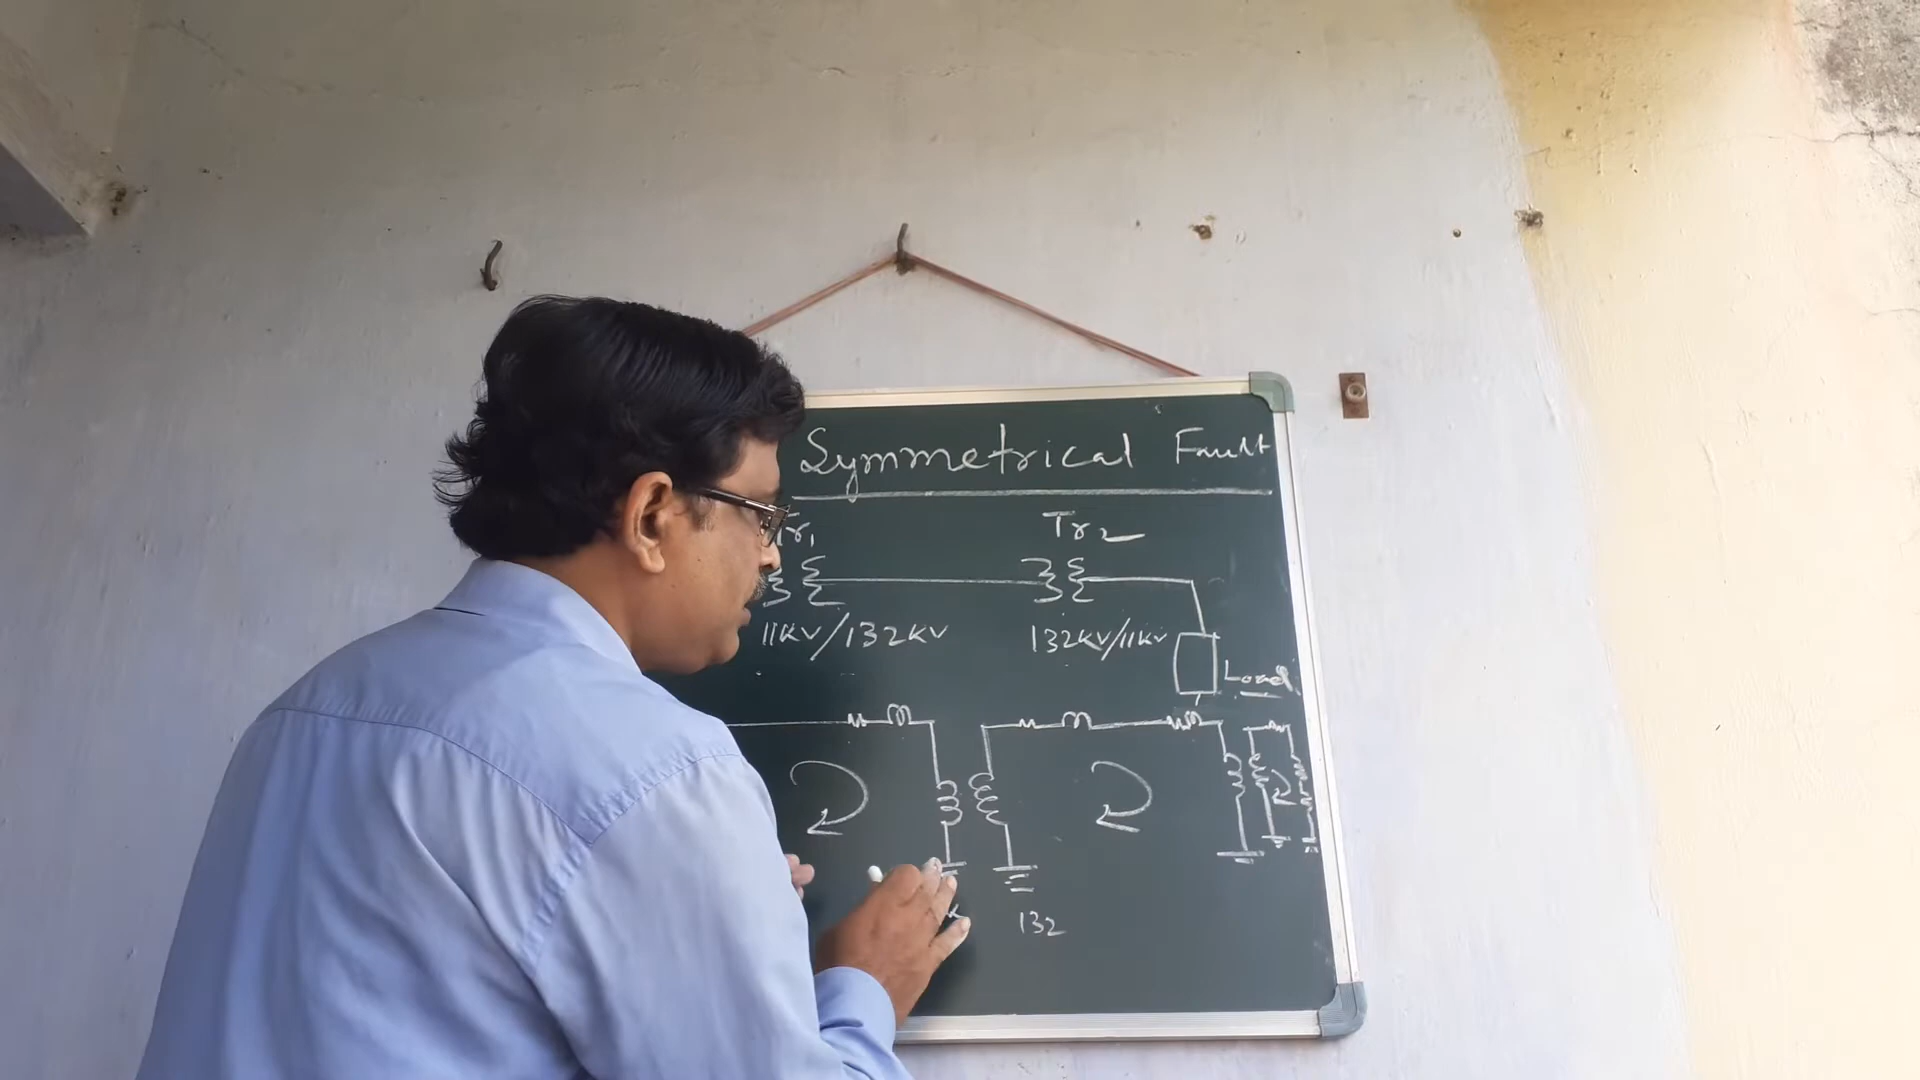 Symmetrical Fault
Tr1 Tr2
11KV/132KV 132KV/11KV
Load
132